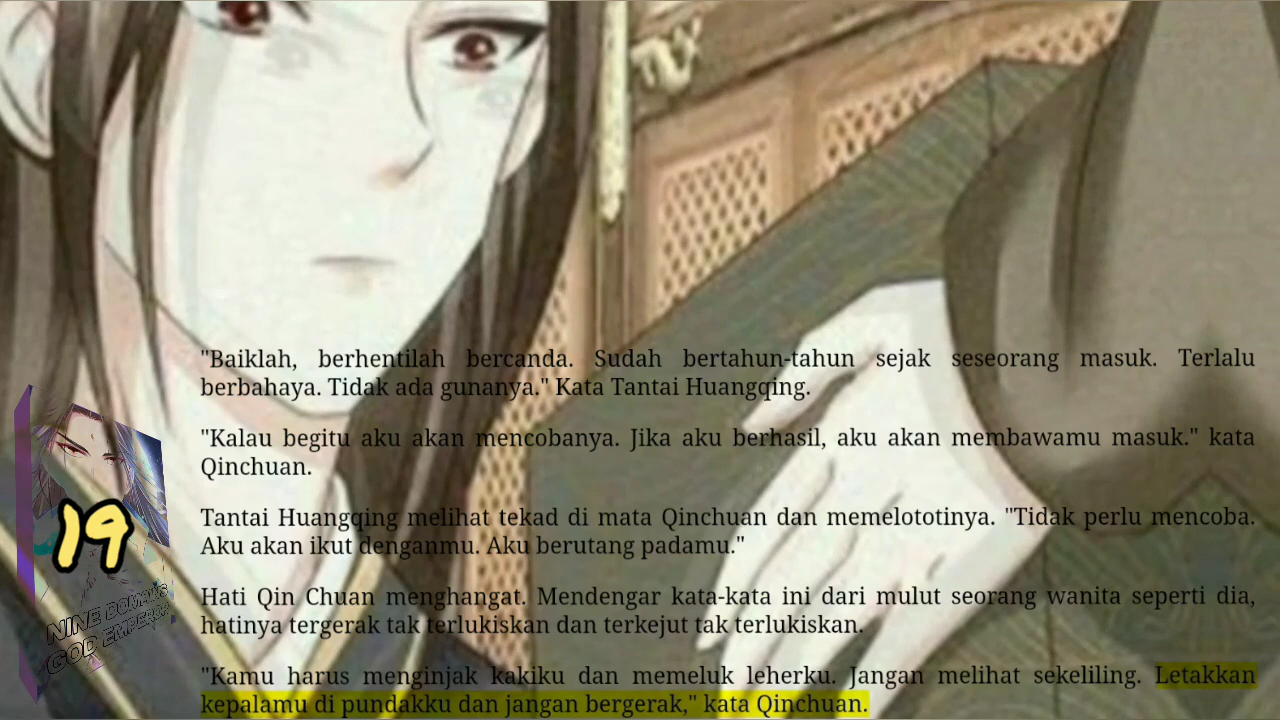 "Baiklah, berhentilah bercanda. Sudah bertahun-tahun sejak seseorang masuk. Terlalu
berbahaya. Tidak ada gunanya." Kata Tantai Huangqing.
"Kalau begitu aku akan mencobanya. Jika aku berhasil, aku akan membawamu masuk." kata
Qinchuan.
Tantai Huangqing melihat tekad di mata Qinchuan dan memelototinya. "Tidak perlu mencoba.
Aku akan ikut denganmu. Aku berutang padamu."
Hati Qin Chuan menghangat. Mendengar kata-kata ini dari mulut seorang wanita seperti dia,
hatinya tergerak tak terlukiskan dan terkejut tak terlukiskan.
"Kamu harus menginjak kakiku dan memeluk leherku. Jangan melihat sekeliling. Letakkan
kepalamu di pundakku dan jangan bergerak," kata Qinchuan.
19
NINE DOMAINS
GOD EMPEROR